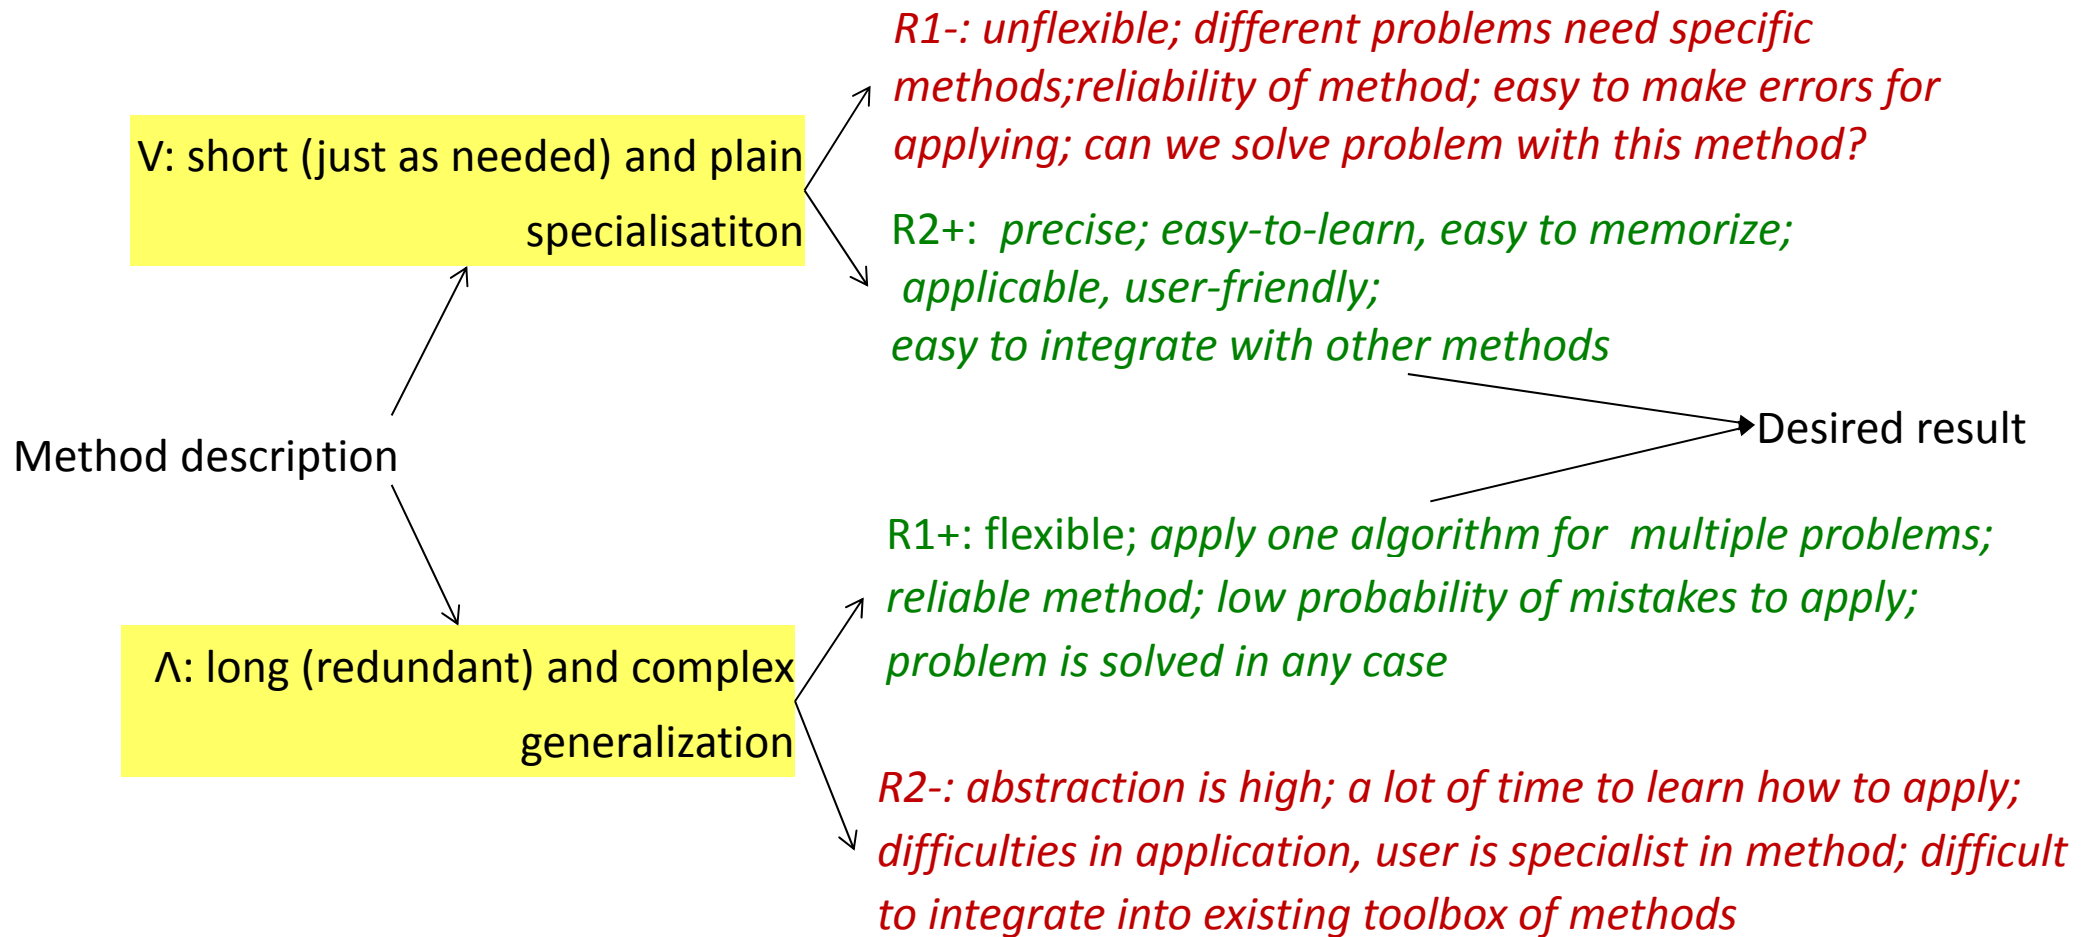 R1-: unflexible; different problems need specific
methods;reliability of method; easy to make errors for
applying; can we solve problem with this method?
V: short (just as needed) and plain
specialisatiton
R2+: precise; easy-to-learn, easy to memorize;
applicable, user-friendly;
easy to integrate with other methods
Method description
Desired result
R1+: flexible; apply one algorithm for multiple problems;
reliable method; low probability of mistakes to apply;
problem is solved in any case
Λ: long (redundant) and complex
generalization
R2-: abstraction is high; a lot of time to learn how to apply;
difficulties in application, user is specialist in method; difficult
to integrate into existing toolbox of methods